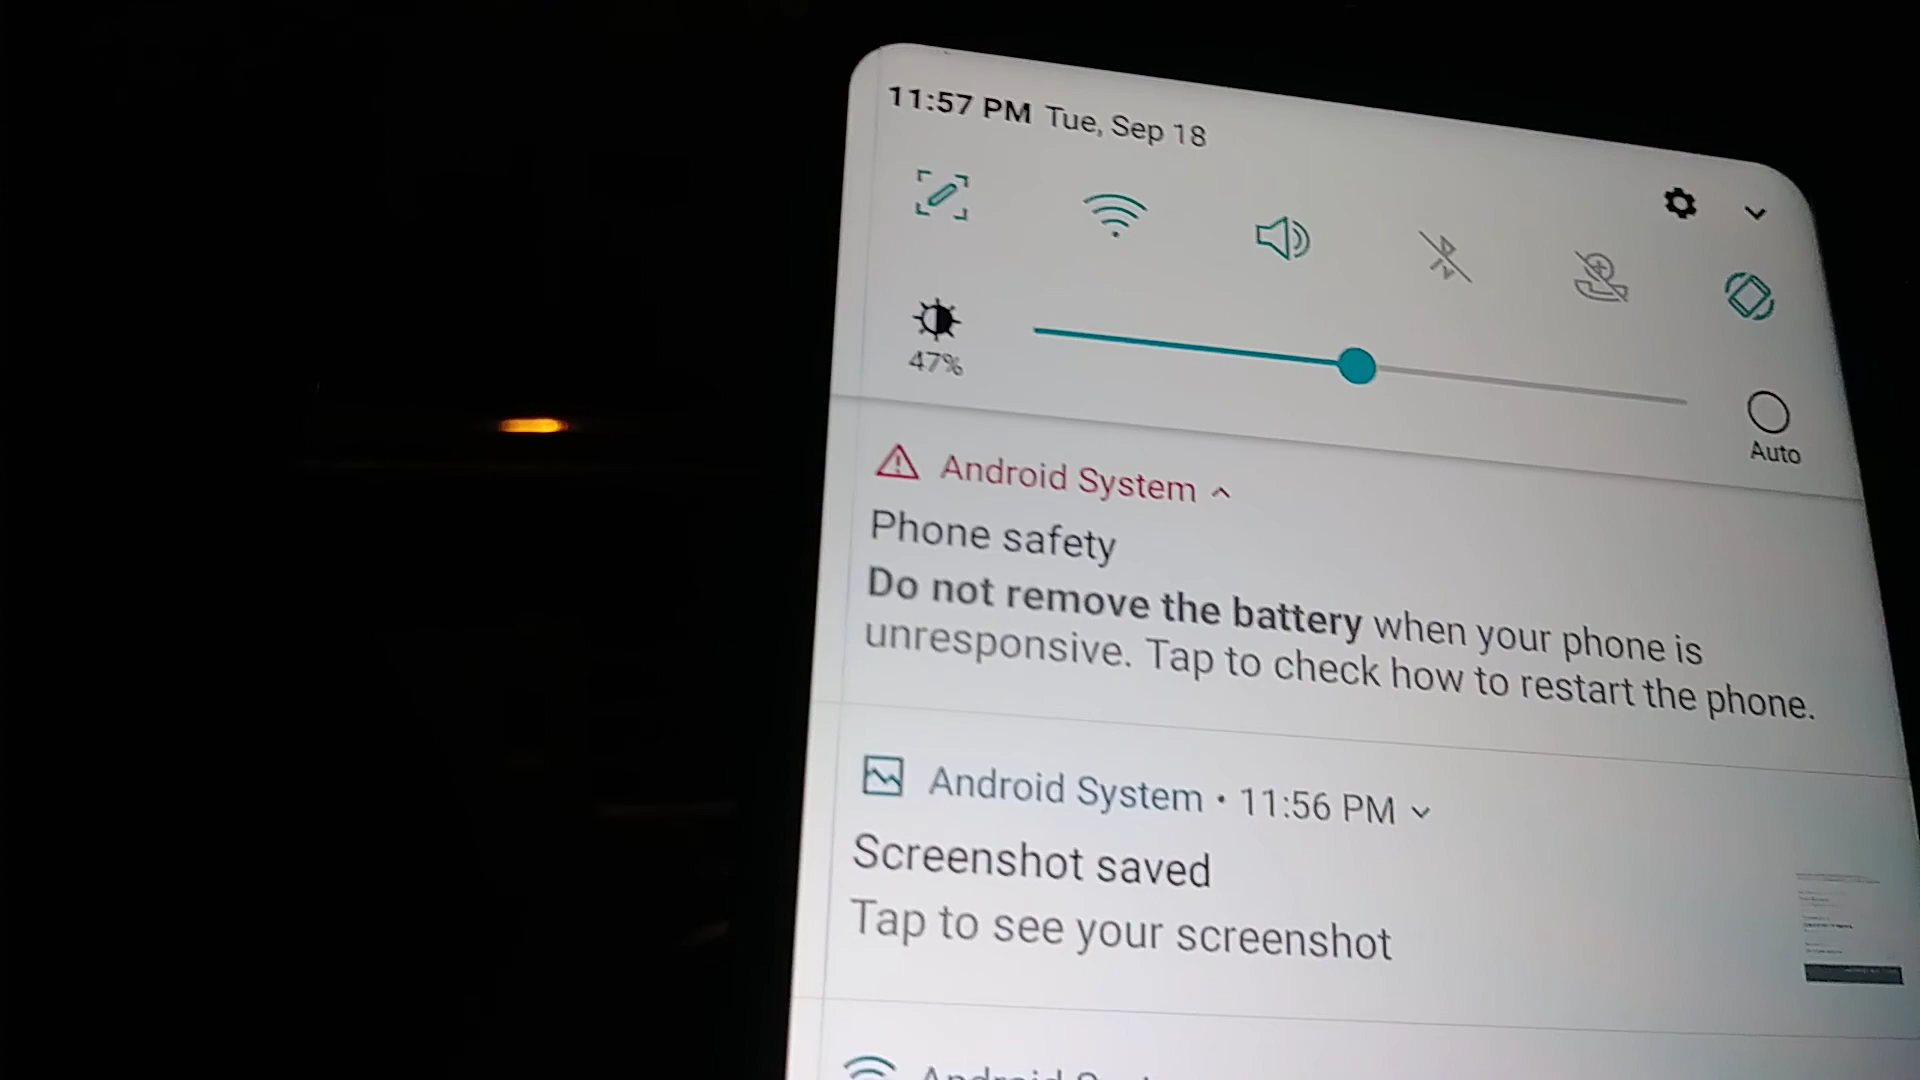 11:57 PM Tue, Sep 18
47%
Auto
Android System
Phone safety
Do not remove the battery when your phone is
unresponsive. Tap to check how to restart the phone.
Android System • 11:56 PM
Screenshot saved
Tap to see your screenshot
Android